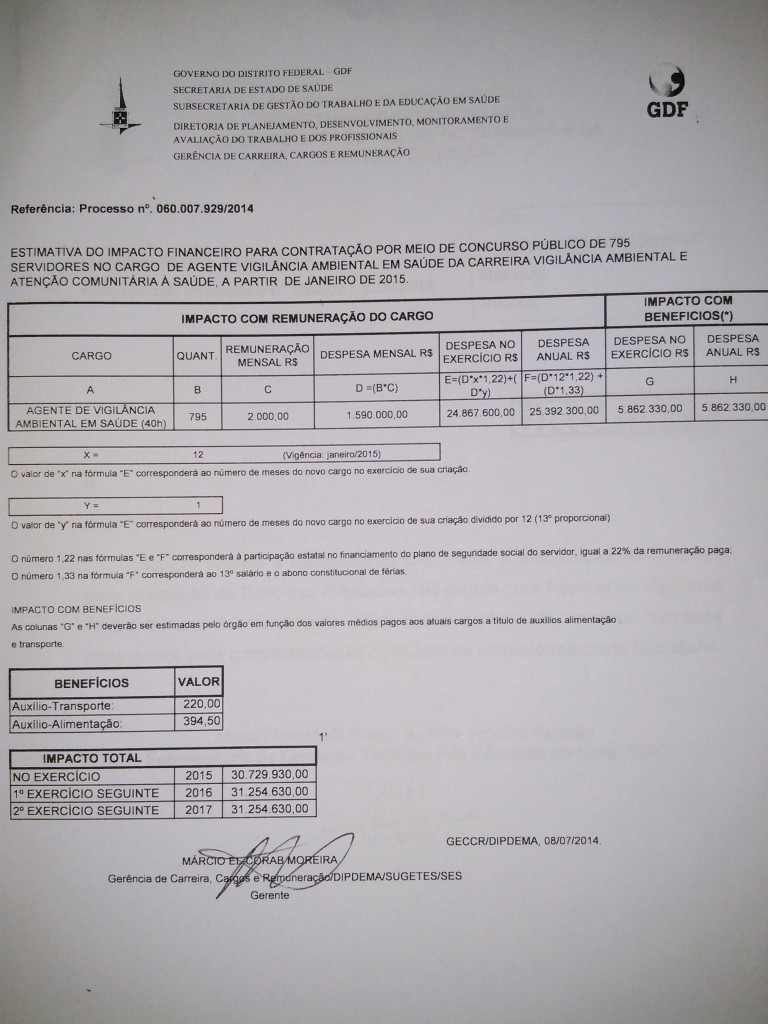 GOVERNO DO DISTRITO FEDERAL - GDF
SECRETARIA DE ESTADO DE SAÚDE
SUBSECRETARIA DE GESTÃO DO TRABALHO E DA EDUCAÇÃO EM SAÚDE
DIRETORIA DE PLANEJAMENTO, DESENVOLVIMENTO, MONITORAMENTO E
AVALIAÇÃO DO TRABALHO E DOS PROFISSIONAIS
GERÊNCIA DE CARREIRA, CARGOS E REMUNERAÇÃO
GDF
Referência: Processo nº. 060.007.929/2014
ESTIMATIVA DO IMPACTO FINANCEIRO PARA CONTRATAÇÃO POR MEIO DE CONCURSO PÚBLICO DE 795
SERVIDORES NO CARGO DE AGENTE VIGILÂNCIA AMBIENTAL EM SAÚDE DA CARREIRA VIGILÂNCIA AMBIENTAL E
ATENÇÃO COMUNITÁRIA À SAÚDE, A PARTIR DE JANEIRO DE 2015.
IMPACTO COM REMUNERAÇÃO DO CARGO
IMPACTO COM
BENEFICIOS(*)
CARGO
QUANT.
REMUNERAÇÃO
MENSAL R$
DESPESA MENSAL R$
DESPESA NO
EXERCÍCIO R$
DESPESA
ANUAL R$
DESPESA NO
EXERCÍCIO R$
DESPESA
ANUAL R$
A
B
C
D =(B*C)
E=(D*x*1,22)+(
D*y)
F=(D*12*1,22) +
(D*1,33)
G
H
AGENTE DE VIGILÂNCIA
AMBIENTAL EM SAÚDE (40h)
795
2.000,00
1.590.000,00
24.867.600,00
25.392.300,00
5.862.330,00
5.862.330,00
X = 12 (Vigência: janeiro/2015)
O valor de "x" na fórmula "E" corresponderá ao número de meses do novo cargo no exercício de sua criação.
Y = 1
O valor de "y" na fórmula "E" corresponderá ao número de meses do novo cargo no exercício de sua criação dividido por 12 (13º proporcional)
O número 1,22 nas fórmulas "E e "F" corresponderá à participação estatal no financiamento do plano de seguridade social do servidor, igual a 22% da remuneração paga;
O número 1,33 na fórmula "F" corresponderá ao 13º salário e o abono constitucional de férias.
IMPACTO COM BENEFÍCIOS
As colunas "G" e "H" deverão ser estimadas pelo órgão em função dos valores médios pagos aos atuais cargos a título de auxílios alimentação
e transporte.
BENEFÍCIOS VALOR
Auxílio-Transporte: 220,00
Auxílio-Alimentação: 394,50
1'
IMPACTO TOTAL
NO EXERCÍCIO 2015 30.729.930,00
1º EXERCÍCIO SEGUINTE 2016 31.254.630,00
2º EXERCÍCIO SEGUINTE 2017 31.254.630,00
GECCR/DIPDEMA, 08/07/2014.
MÁRCIO EL CORAB MOREIRA
Gerência de Carreira, Cargos e Remuneração/DIPDEMA/SUGETES/SES
Gerente